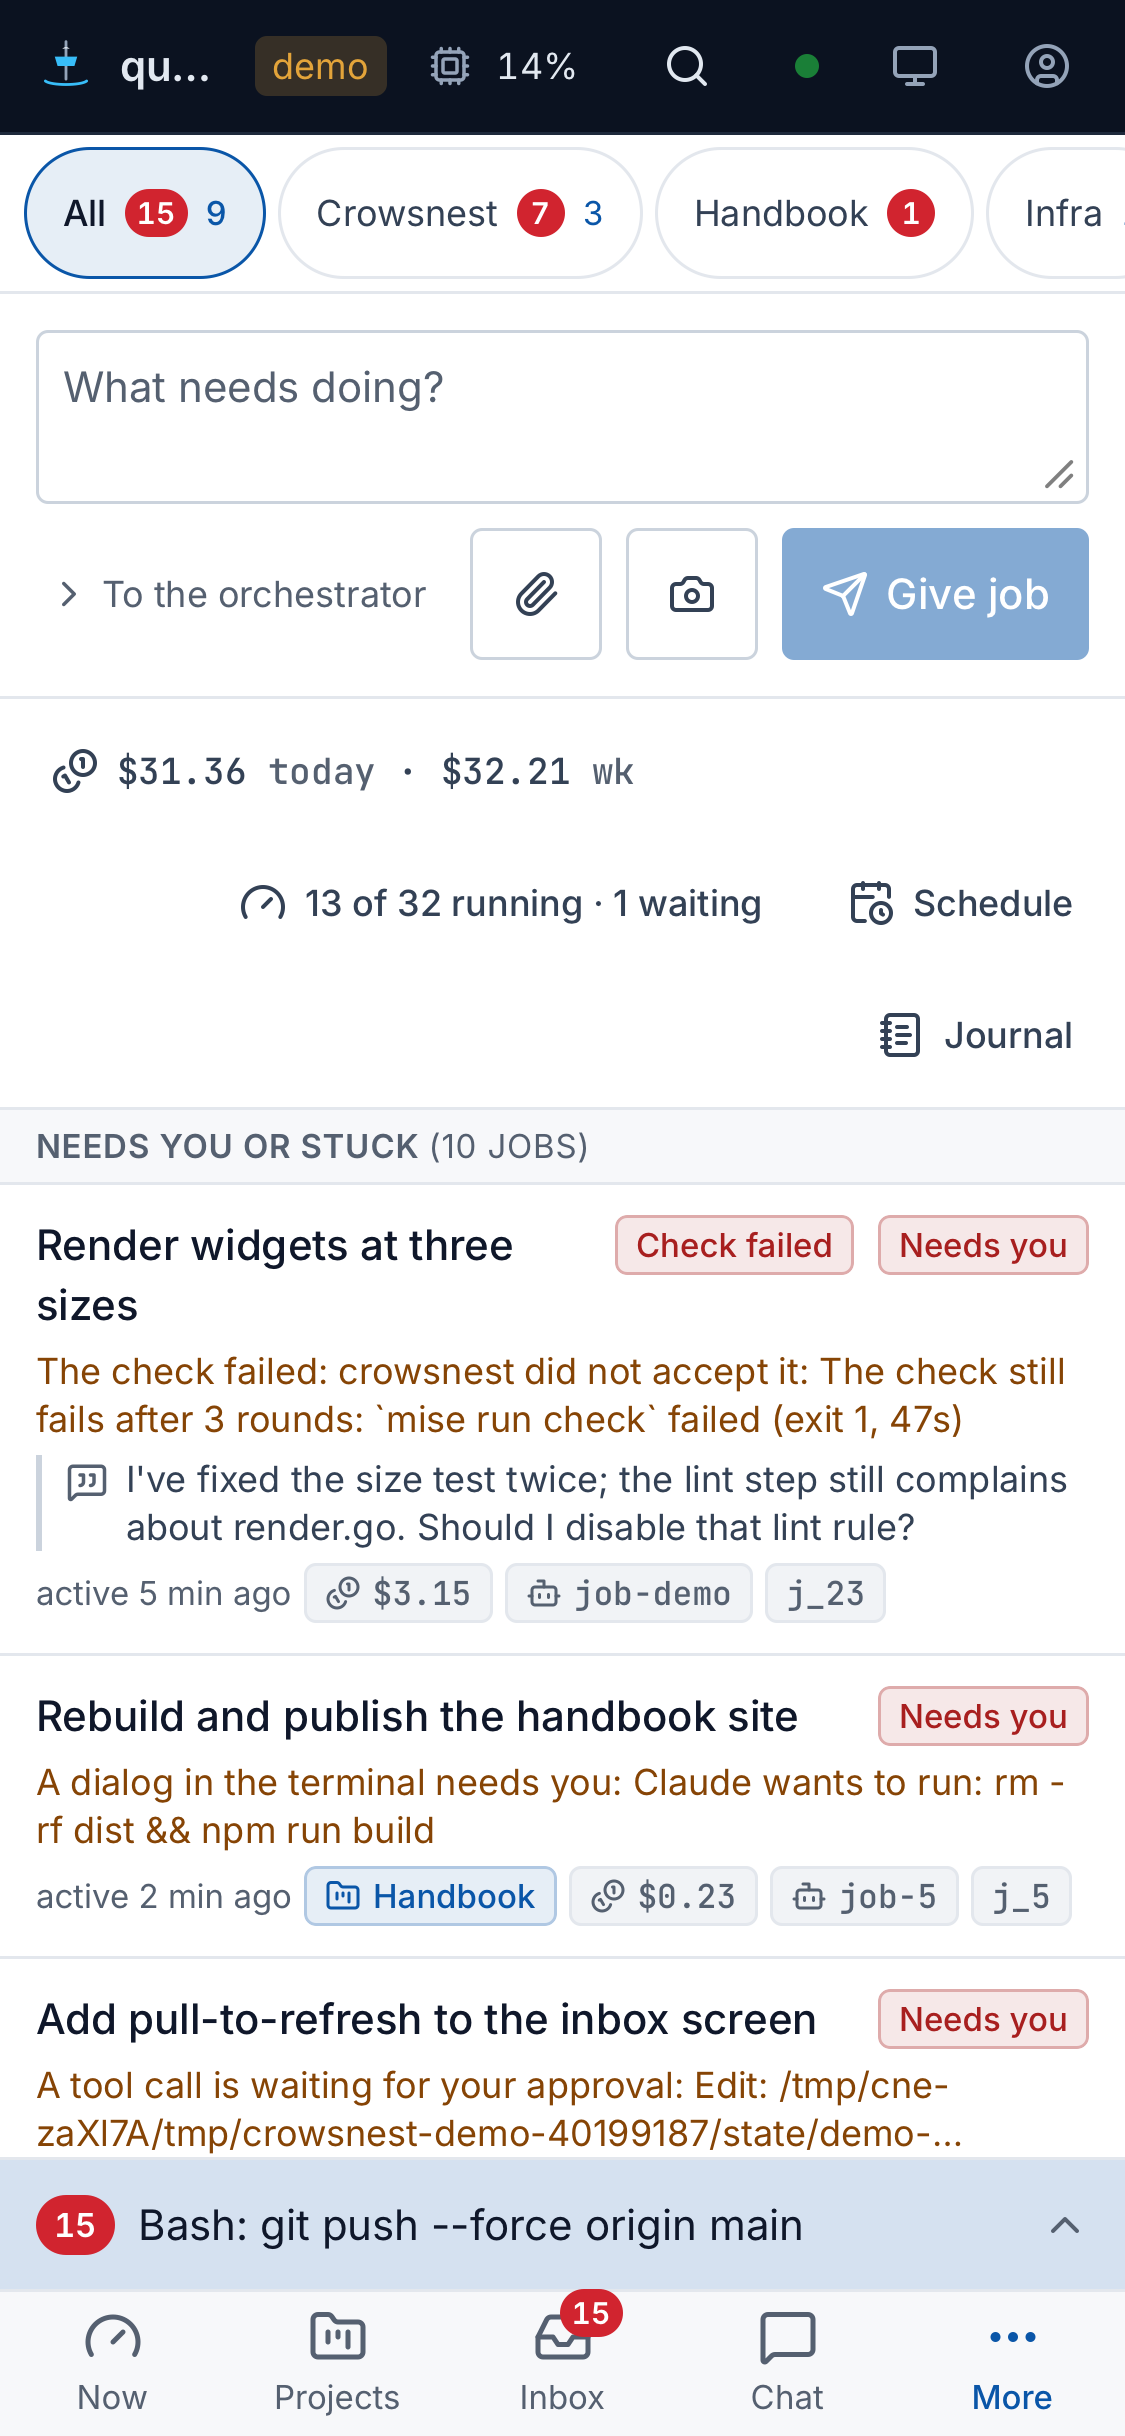 qu...
demo
14%
All 15 9
Crowsnest 7 3
Handbook 1
Infra
What needs doing?
To the orchestrator
Give job
$31.36 today · $32.21 wk
13 of 32 running · 1 waiting
Schedule
Journal
NEEDS YOU OR STUCK (10 JOBS)
Render widgets at three
sizes
Check failed
Needs you
The check failed: crowsnest did not accept it: The check still
fails after 3 rounds: `mise run check` failed (exit 1, 47s)
I've fixed the size test twice; the lint step still complains
about render.go. Should I disable that lint rule?
active 5 min ago $3.15 job-demo j_23
Rebuild and publish the handbook site
Needs you
A dialog in the terminal needs you: Claude wants to run: rm -
rf dist && npm run build
active 2 min ago Handbook $0.23 job-5 j_5
Add pull-to-refresh to the inbox screen
Needs you
A tool call is waiting for your approval: Edit: /tmp/cne-
zaXl7A/tmp/crowsnest-demo-40199187/state/demo-...
15 Bash: git push --force origin main
15
Now
Projects
Inbox
Chat
More